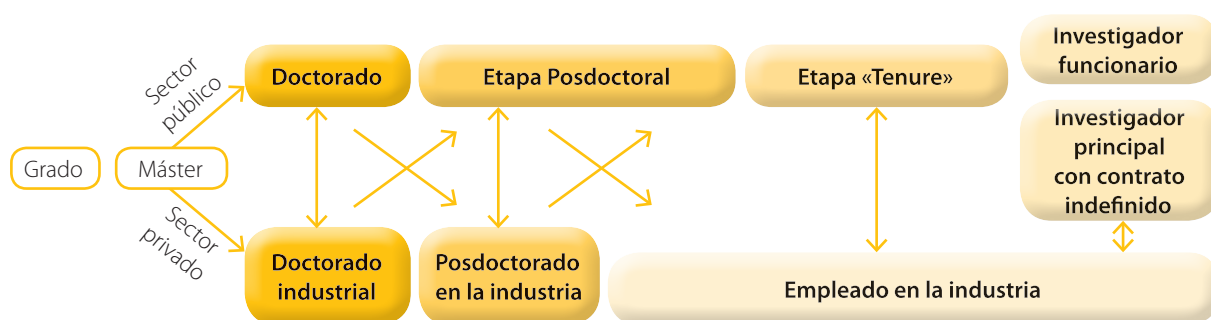 Grado
Máster
Sector
público
Sector
privado
Doctorado
Etapa Posdoctoral
Etapa «Tenure»
Investigador
funcionario
Investigador
principal
con contrato
indefinido
Doctorado
industrial
Posdoctorado
en la industria
Empleado en la industria